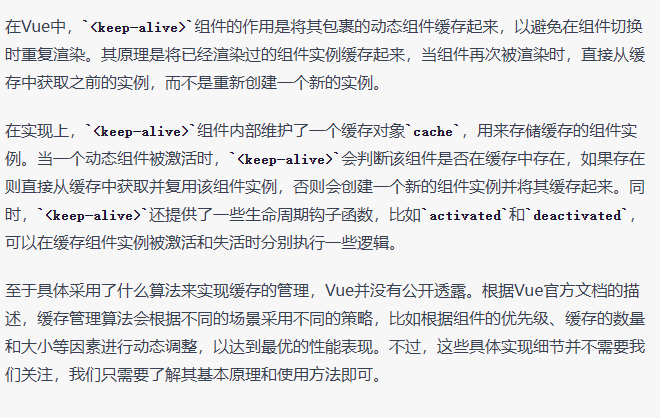 在Vue中，`<keep-alive>`组件的作用是将其包裹的动态组件缓存起来，以避免在组件切换
时重复渲染。其原理是将已经渲染过的组件实例缓存起来，当组件再次被渲染时，直接从缓
存中获取之前的实例，而不是重新创建一个新的实例。
在实现上，`<keep-alive>`组件内部维护了一个缓存对象`cache`，用来存储缓存的组件实
例。当一个动态组件被激活时，`<keep-alive>`会判断该组件是否在缓存中存在，如果存在
则直接从缓存中获取并复用该组件实例，否则会创建一个新的组件实例并将其缓存起来。同
时，`<keep-alive>`还提供了一些生命周期钩子函数，比如`activated`和`deactivated`，
可以在缓存组件实例被激活和失活时分别执行一些逻辑。
至于具体采用了什么算法来实现缓存的管理，Vue并没有公开透露。根据Vue官方文档的描
述，缓存管理算法会根据不同的场景采用不同的策略，比如根据组件的优先级、缓存的数量
和大小等因素进行动态调整，以达到最优的性能表现。不过，这些具体实现细节并不需要我
们关注，我们只需要了解其基本原理和使用方法即可。